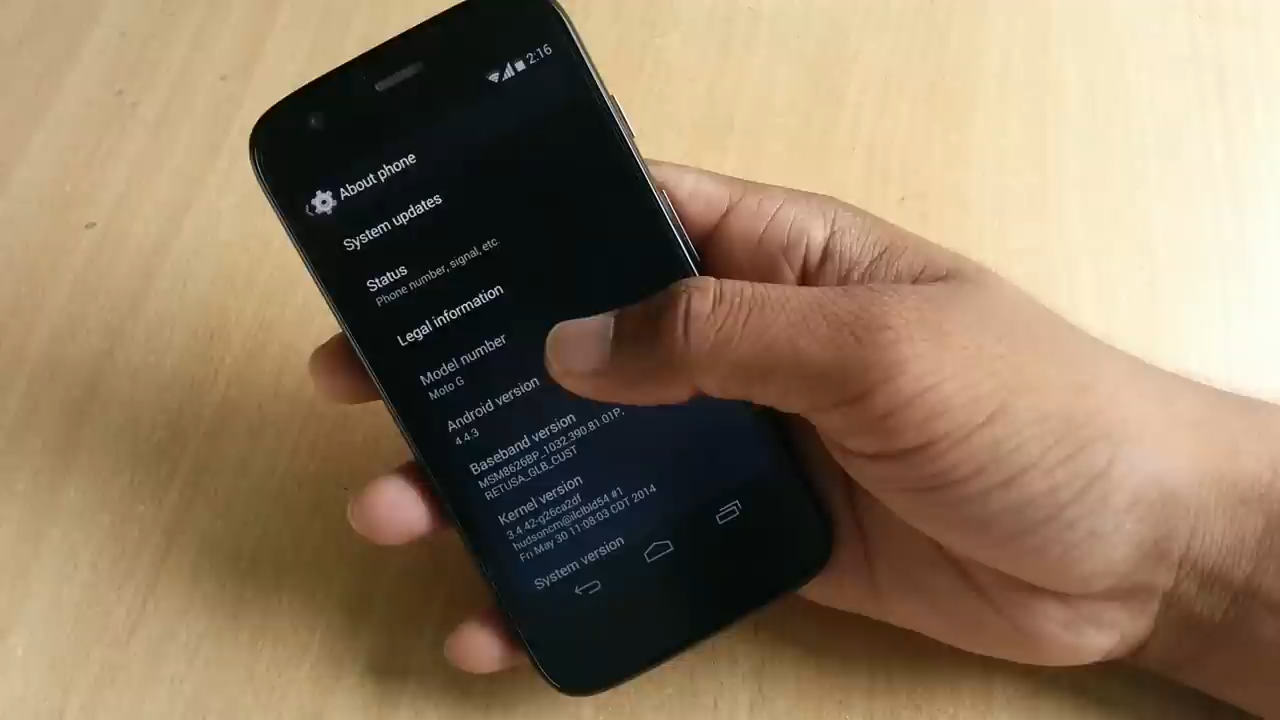 2:16
About phone
System updates
Status
Phone number, signal, etc.
Legal information
Model number
Moto G
Android version
4.4.3
Baseband version
MSM8626BP_1032.390.81.01P,
RETUSA_GLB_CUST
Kernel version
3.4.42-g26ca2df
hudsoncm@ilclbld54 #1
Fri May 30 11:08:03 CDT 2014
System version